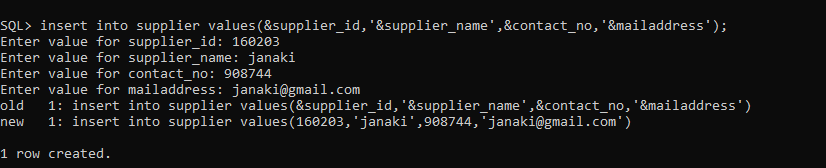 SQL> insert into supplier values(&supplier_id,'&supplier_name',&contact_no,'&mailaddress');
Enter value for supplier_id: 160203
Enter value for supplier_name: janaki
Enter value for contact_no: 908744
Enter value for mailaddress: janaki@gmail.com
old   1: insert into supplier values(&supplier_id,'&supplier_name',&contact_no,'&mailaddress')
new   1: insert into supplier values(160203,'janaki',908744,'janaki@gmail.com')
1 row created.